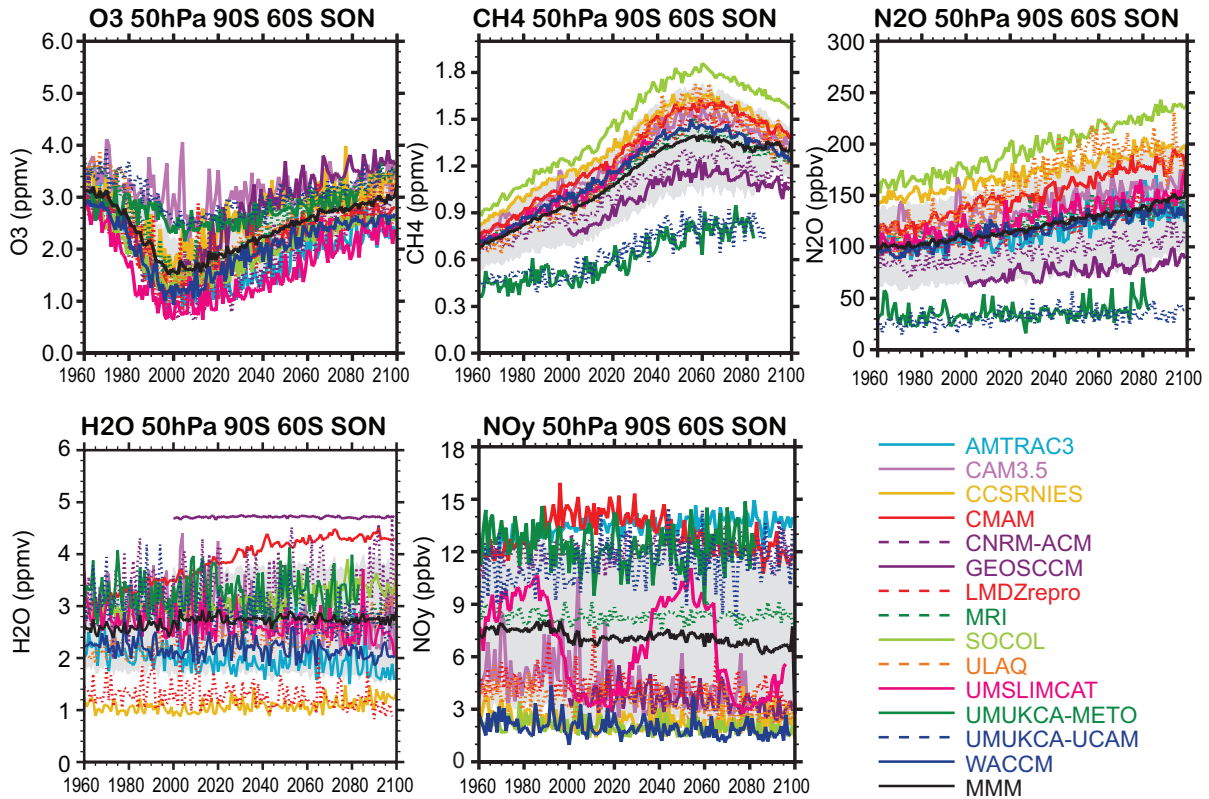 O3 50hPa 90S 60S SON
6.0
5.0
4.0
3.0
2.0
1.0
0.0
O3 (ppmv)
1960 1980 2000 2020 2040 2060 2080 2100
CH4 50hPa 90S 60S SON
1.8
1.5
1.2
0.9
0.6
0.3
0.0
CH4 (ppmv)
1960 1980 2000 2020 2040 2060 2080 2100
N2O 50hPa 90S 60S SON
300
250
200
150
100
50
0
N2O (ppbv)
1960 1980 2000 2020 2040 2060 2080 2100
H2O 50hPa 90S 60S SON
6
5
4
3
2
1
0
H2O (ppmv)
1960 1980 2000 2020 2040 2060 2080 2100
NOy 50hPa 90S 60S SON
18
15
12
9
6
3
0
NOy (ppbv)
1960 1980 2000 2020 2040 2060 2080 2100
AMTRAC3
CAM3.5
CCSRNIES
CMAM
CNRM-ACM
GEOSCCM
LMDZrepro
MRI
SOCOL
ULAQ
UMSLIMCAT
UMUKCA-METO
UMUKCA-UCAM
WACCM
MMM